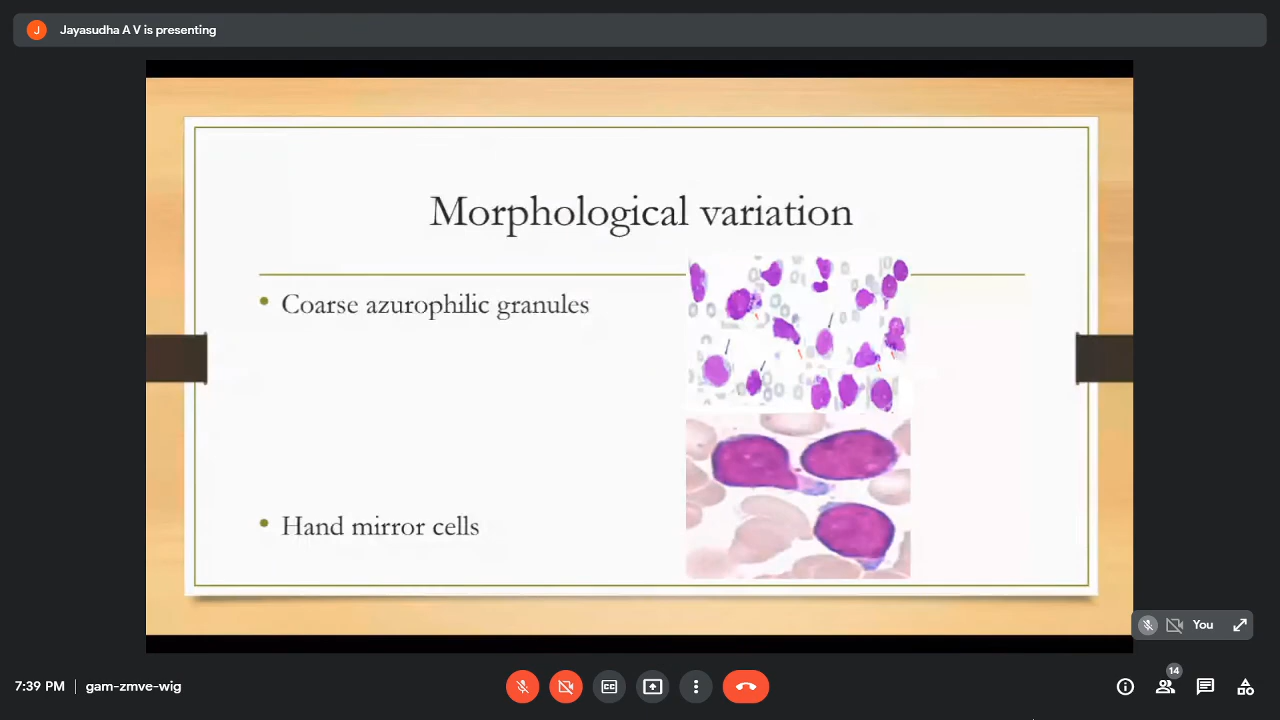 J
Jayasudha A V is presenting
Morphological variation
• Coarse azurophilic granules
• Hand mirror cells
You
7:39 PM | gam-zmve-wig
CC
14